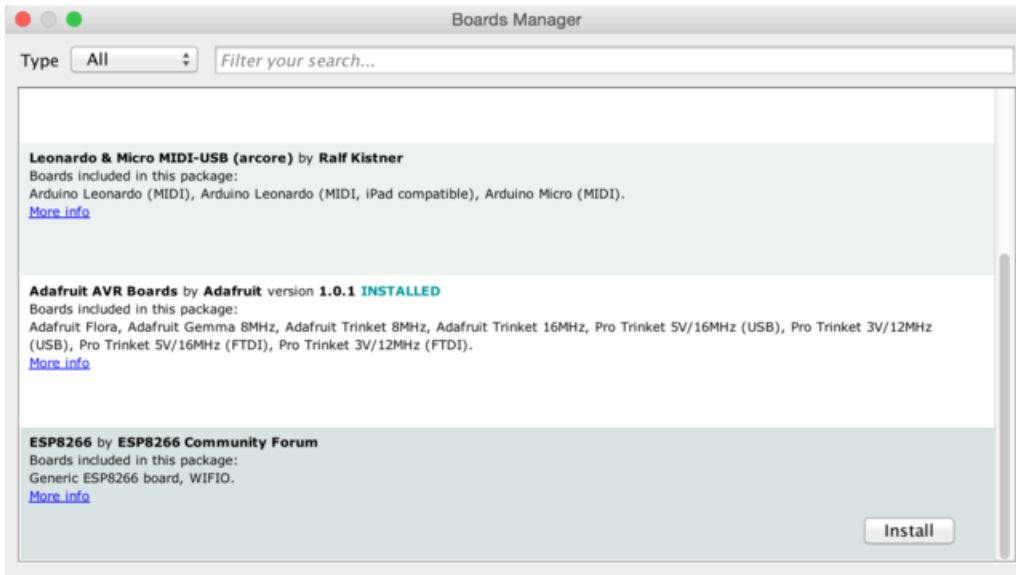 Boards Manager
Type All Filter your search...
Leonardo & Micro MIDI-USB (arcore) by Ralf Kistner
Boards included in this package:
Arduino Leonardo (MIDI), Arduino Leonardo (MIDI, iPad compatible), Arduino Micro (MIDI).
More info
Adafruit AVR Boards by Adafruit version 1.0.1 INSTALLED
Boards included in this package:
Adafruit Flora, Adafruit Gemma 8MHz, Adafruit Trinket 8MHz, Adafruit Trinket 16MHz, Pro Trinket 5V/16MHz (USB), Pro Trinket 3V/12MHz
(USB), Pro Trinket 5V/16MHz (FTDI), Pro Trinket 3V/12MHz (FTDI).
More info
ESP8266 by ESP8266 Community Forum
Boards included in this package:
Generic ESP8266 board, WIFIO.
More info
Install